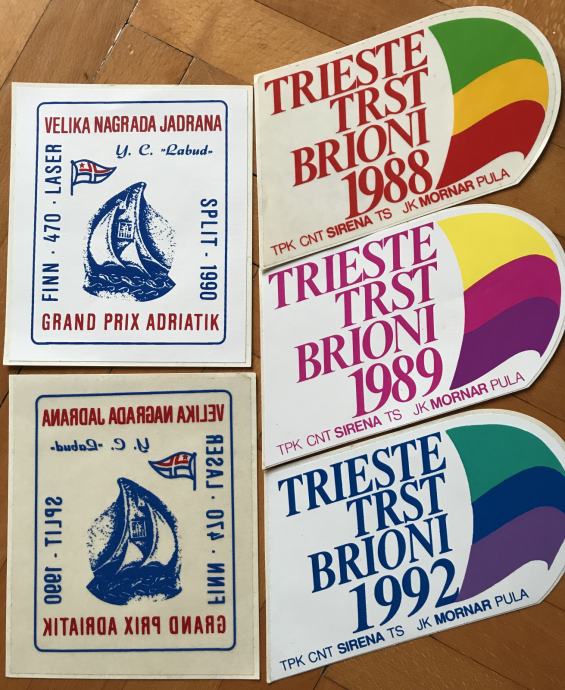 VELIKA NAGRADA JADRANA
Y. C. "Labud"
FINN · 470 · LASER
SPLIT - 1990
GRAND PRIX ADRIATIK
VELIKA NAGRADA JADRANA
Y. C. "Labud"
FINN · 470 · LASER
SPLIT - 1990
GRAND PRIX ADRIATIK
TRIESTE
TRST
BRIONI
1988
TPK CNT SIRENA TS JK MORNAR PULA
TRIESTE
TRST
BRIONI
1989
TPK CNT SIRENA TS JK MORNAR PULA
TRIESTE
TRST
BRIONI
1992
TPK CNT SIRENA TS JK MORNAR PULA